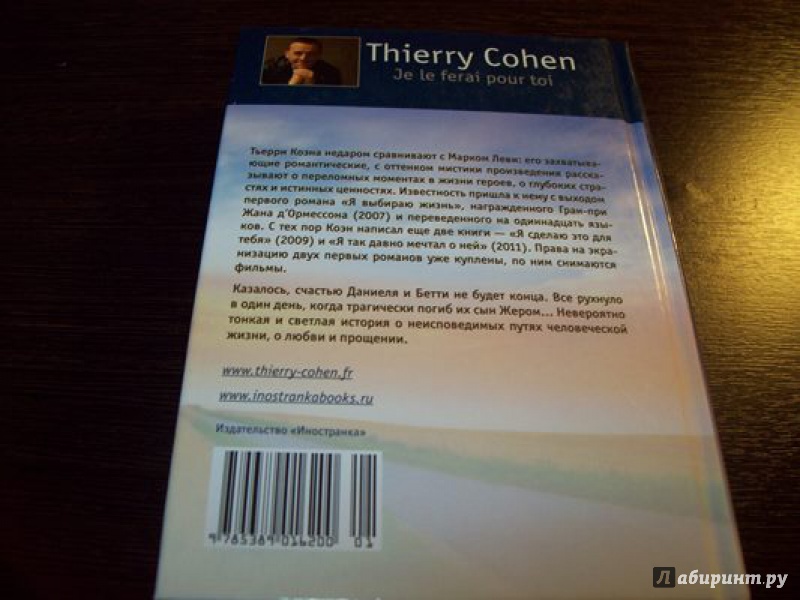 Thierry Cohen
Je le ferai pour toi
Тьерри Коэна недаром сравнивают с Марком Леви: его захватыва-
ющие романтические, с оттенком мистики произведения расска-
зывают о переломных моментах в жизни героев, о глубоких стра-
стях и истинных ценностях. Известность пришла к нему с выходом
первого романа «Я выбираю жизнь», награжденного Гран-при
Жана д'Ормессона (2007) и переведенного на одиннадцать язы-
ков. С тех пор Коэн написал еще две книги — «Я сделаю это для
тебя» (2009) и «Я так давно мечтал о ней» (2011). Права на экра-
низацию двух первых романов уже куплены, по ним снимаются
фильмы.
Казалось, счастью Даниеля и Бетти не будет конца. Все рухнуло
в один день, когда трагически погиб их сын Жером... Невероятно
тонкая и светлая история о неисповедимых путях человеческой
жизни, о любви и прощении.
www.thierry-cohen.fr
www.inostrankabooks.ru
Издательство «Иностранка»
9 785389 016200 01
Лабиринт.ру